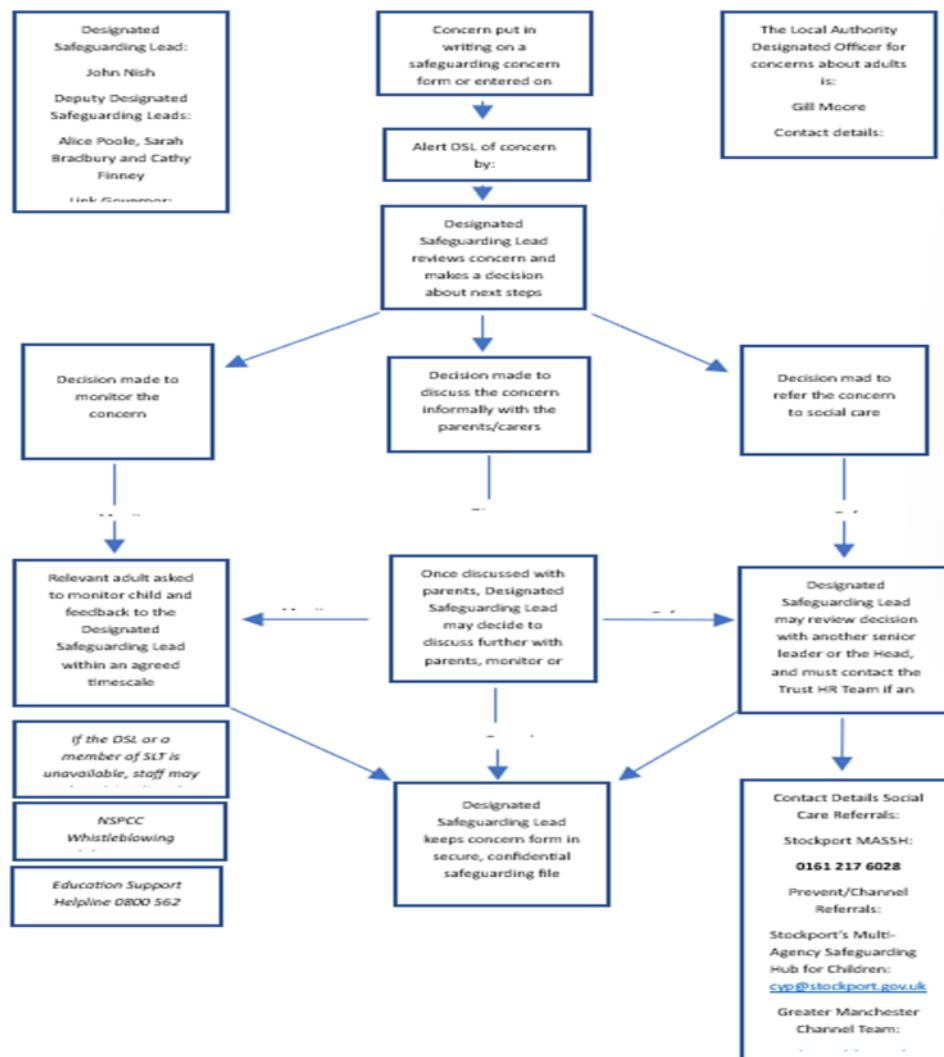 Designated
Safeguarding Lead:
John Nish
Deputy Designated
Safeguarding Leads:
Alice Poole, Sarah
Bradbury and Cathy
Finney
Link Governor:
Concern put in
writing on a
safeguarding concern
form or entered on
The Local Authority
Designated Officer for
concerns about adults
is:
Gill Moore
Contact details:
Alert DSL of concern
by:
Designated
Safeguarding Lead
reviews concern and
makes a decision
about next steps
Decision made to
monitor the
concern
Decision made to
discuss the concern
informally with the
parents/carers
Decision mad to
refer the concern
to social care
Relevant adult asked
to monitor child and
feedback to the
Designated
Safeguarding Lead
within an agreed
timescale
Once discussed with
parents, Designated
Safeguarding Lead
may decide to
discuss further with
parents, monitor or
Designated
Safeguarding Lead
may review decision
with another senior
leader or the Head,
and must contact the
Trust HR Team if an
If the DSL or a
member of SLT is
unavailable, staff may
NSPCC
Whistleblowing
Education Support
Helpline 0800 562
Designated
Safeguarding Lead
keeps concern form in
secure, confidential
safeguarding file
Contact Details Social
Care Referrals:
Stockport MASSH:
0161 217 6028
Prevent/Channel
Referrals:
Stockport's Multi-
Agency Safeguarding
Hub for Children:
cyp@stockport.gov.uk
Greater Manchester
Channel Team: